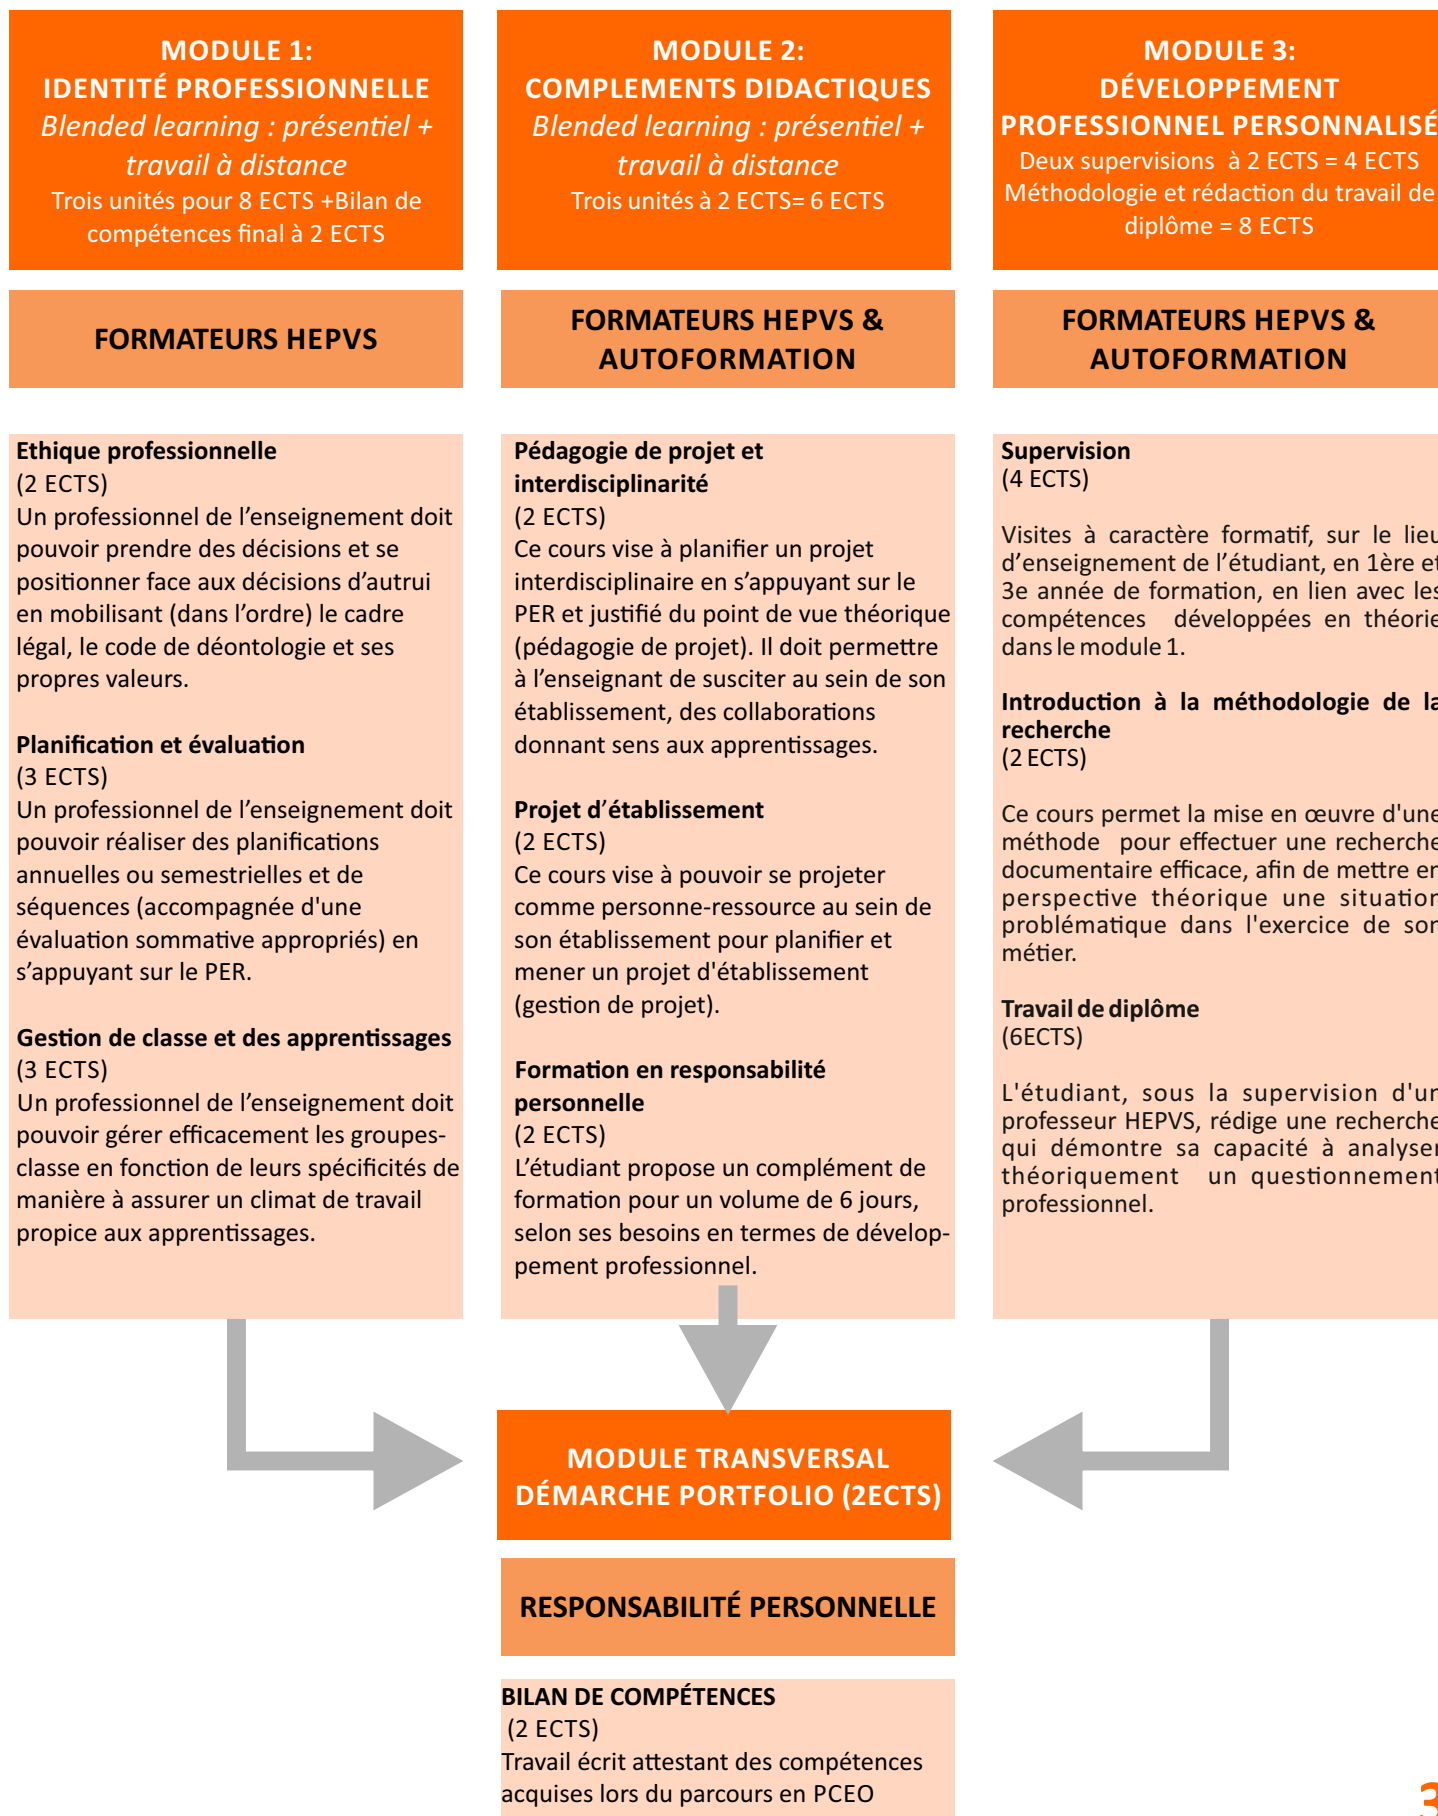 MODULE 1:
IDENTITÉ PROFESSIONNELLE
Blended learning : présentiel +
travail à distance
Trois unités pour 8 ECTS +Bilan de
compétences final à 2 ECTS
FORMATEURS HEPVS
Ethique professionnelle
(2 ECTS)
Un professionnel de l’enseignement doit
pouvoir prendre des décisions et se
positionner face aux décisions d’autrui
en mobilisant (dans l’ordre) le cadre
légal, le code de déontologie et ses
propres valeurs.
Planification et évaluation
(3 ECTS)
Un professionnel de l’enseignement doit
pouvoir réaliser des planifications
annuelles ou semestrielles et de
séquences (accompagnée d'une
évaluation sommative appropriés) en
s’appuyant sur le PER.
Gestion de classe et des apprentissages
(3 ECTS)
Un professionnel de l’enseignement doit
pouvoir gérer efficacement les groupes-
classe en fonction de leurs spécificités de
manière à assurer un climat de travail
propice aux apprentissages.
MODULE 2:
COMPLEMENTS DIDACTIQUES
Blended learning : présentiel +
travail à distance
Trois unités à 2 ECTS= 6 ECTS
FORMATEURS HEPVS &
AUTOFORMATION
Pédagogie de projet et
interdisciplinarité
(2 ECTS)
Ce cours vise à planifier un projet
interdisciplinaire en s’appuyant sur le
PER et justifié du point de vue théorique
(pédagogie de projet). Il doit permettre
à l’enseignant de susciter au sein de son
établissement, des collaborations
donnant sens aux apprentissages.
Projet d’établissement
(2 ECTS)
Ce cours vise à pouvoir se projeter
comme personne-ressource au sein de
son établissement pour planifier et
mener un projet d'établissement
(gestion de projet).
Formation en responsabilité
personnelle
(2 ECTS)
L’étudiant propose un complément de
formation pour un volume de 6 jours,
selon ses besoins en termes de dévelop-
pement professionnel.
MODULE 3:
DÉVELOPPEMENT
PROFESSIONNEL PERSONNALISÉ
Deux supervisions à 2 ECTS = 4 ECTS
Méthodologie et rédaction du travail de
diplôme = 8 ECTS
FORMATEURS HEPVS &
AUTOFORMATION
Supervision
(4 ECTS)
Visites à caractère formatif, sur le lieu
d’enseignement de l’étudiant, en 1ère et
3e année de formation, en lien avec les
compétences développées en théorie
dans le module 1.
Introduction à la méthodologie de la
recherche
(2 ECTS)
Ce cours permet la mise en œuvre d'une
méthode pour effectuer une recherche
documentaire efficace, afin de mettre en
perspective théorique une situation
problématique dans l'exercice de son
métier.
Travail de diplôme
(6ECTS)
L'étudiant, sous la supervision d'un
professeur HEPVS, rédige une recherche
qui démontre sa capacité à analyser
théoriquement un questionnement
professionnel.
MODULE TRANSVERSAL
DÉMARCHE PORTFOLIO (2ECTS)
RESPONSABILITÉ PERSONNELLE
BILAN DE COMPÉTENCES
(2 ECTS)
Travail écrit attestant des compétences
acquises lors du parcours en PCEO
3